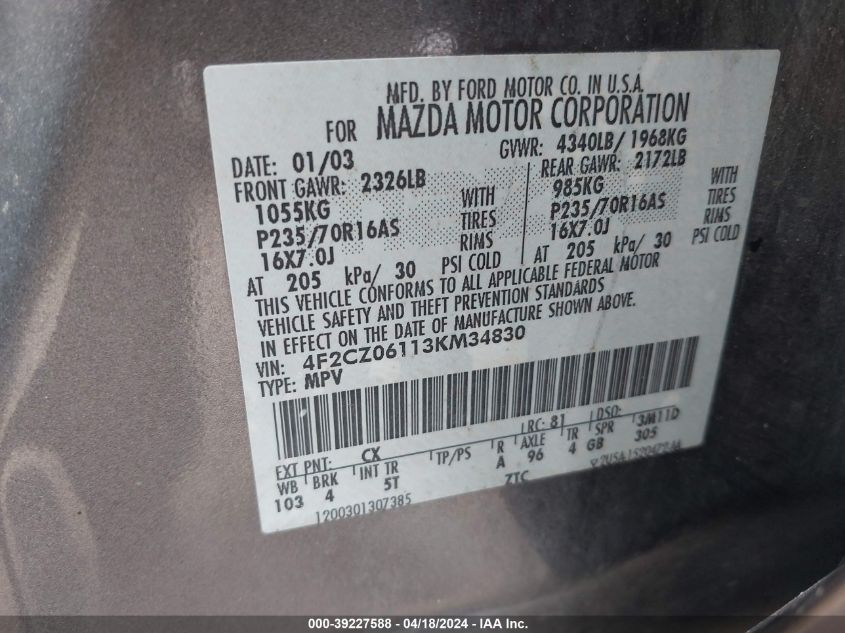 MFD. BY FORD MOTOR CO. IN U.S.A.
FOR MAZDA MOTOR CORPORATION
DATE: 01/03 GVWR: 4340LB/ 1968KG
FRONT GAWR: 2326LB REAR GAWR: 2172LB
1055KG WITH 985KG WITH
P235/70R16AS TIRES P235/70R16AS TIRES
16X7.0J RIMS 16X7.0J RIMS
AT 205 kPa/ 30 PSI COLD AT 205 kPa/ 30 PSI COLD
THIS VEHICLE CONFORMS TO ALL APPLICABLE FEDERAL MOTOR
VEHICLE SAFETY AND THEFT PREVENTION STANDARDS
IN EFFECT ON THE DATE OF MANUFACTURE SHOWN ABOVE.
VIN: 4F2CZ06113KM34830
TYPE: MPV
EXT PNT: CX RC: 81 DSO: 3M11D
WB BRK INT TR TP/PS R AXLE TR SPR
103 4 5T A 96 4 GB 305
ZTC
1200301307385
000-39227588 - 04/18/2024 - IAA Inc.